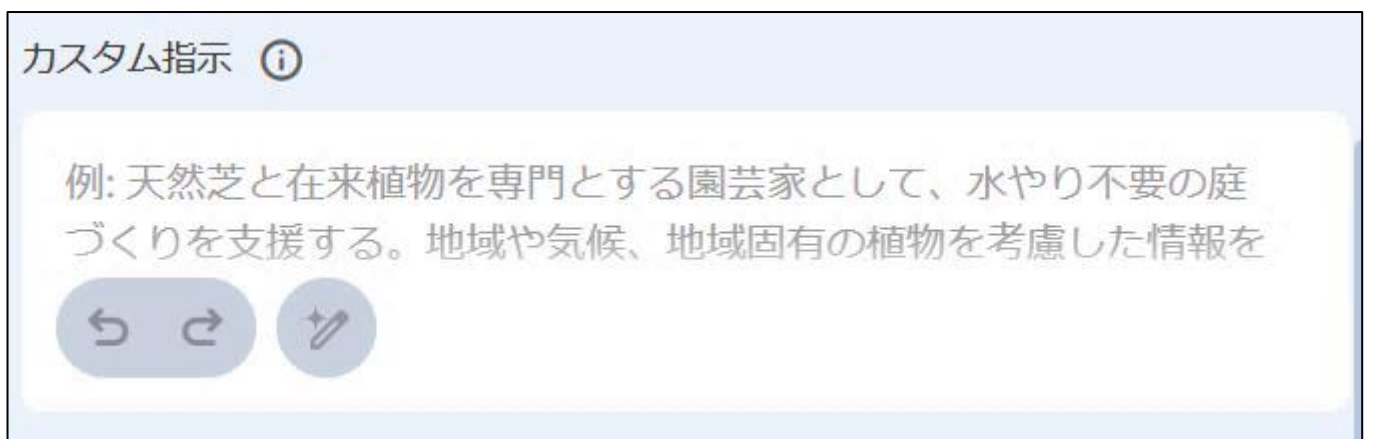 カスタム指示
例: 天然芝と在来植物を専門とする園芸家として、水やり不要の庭
づくりを支援する。地域や気候、地域固有の植物を考慮した情報を